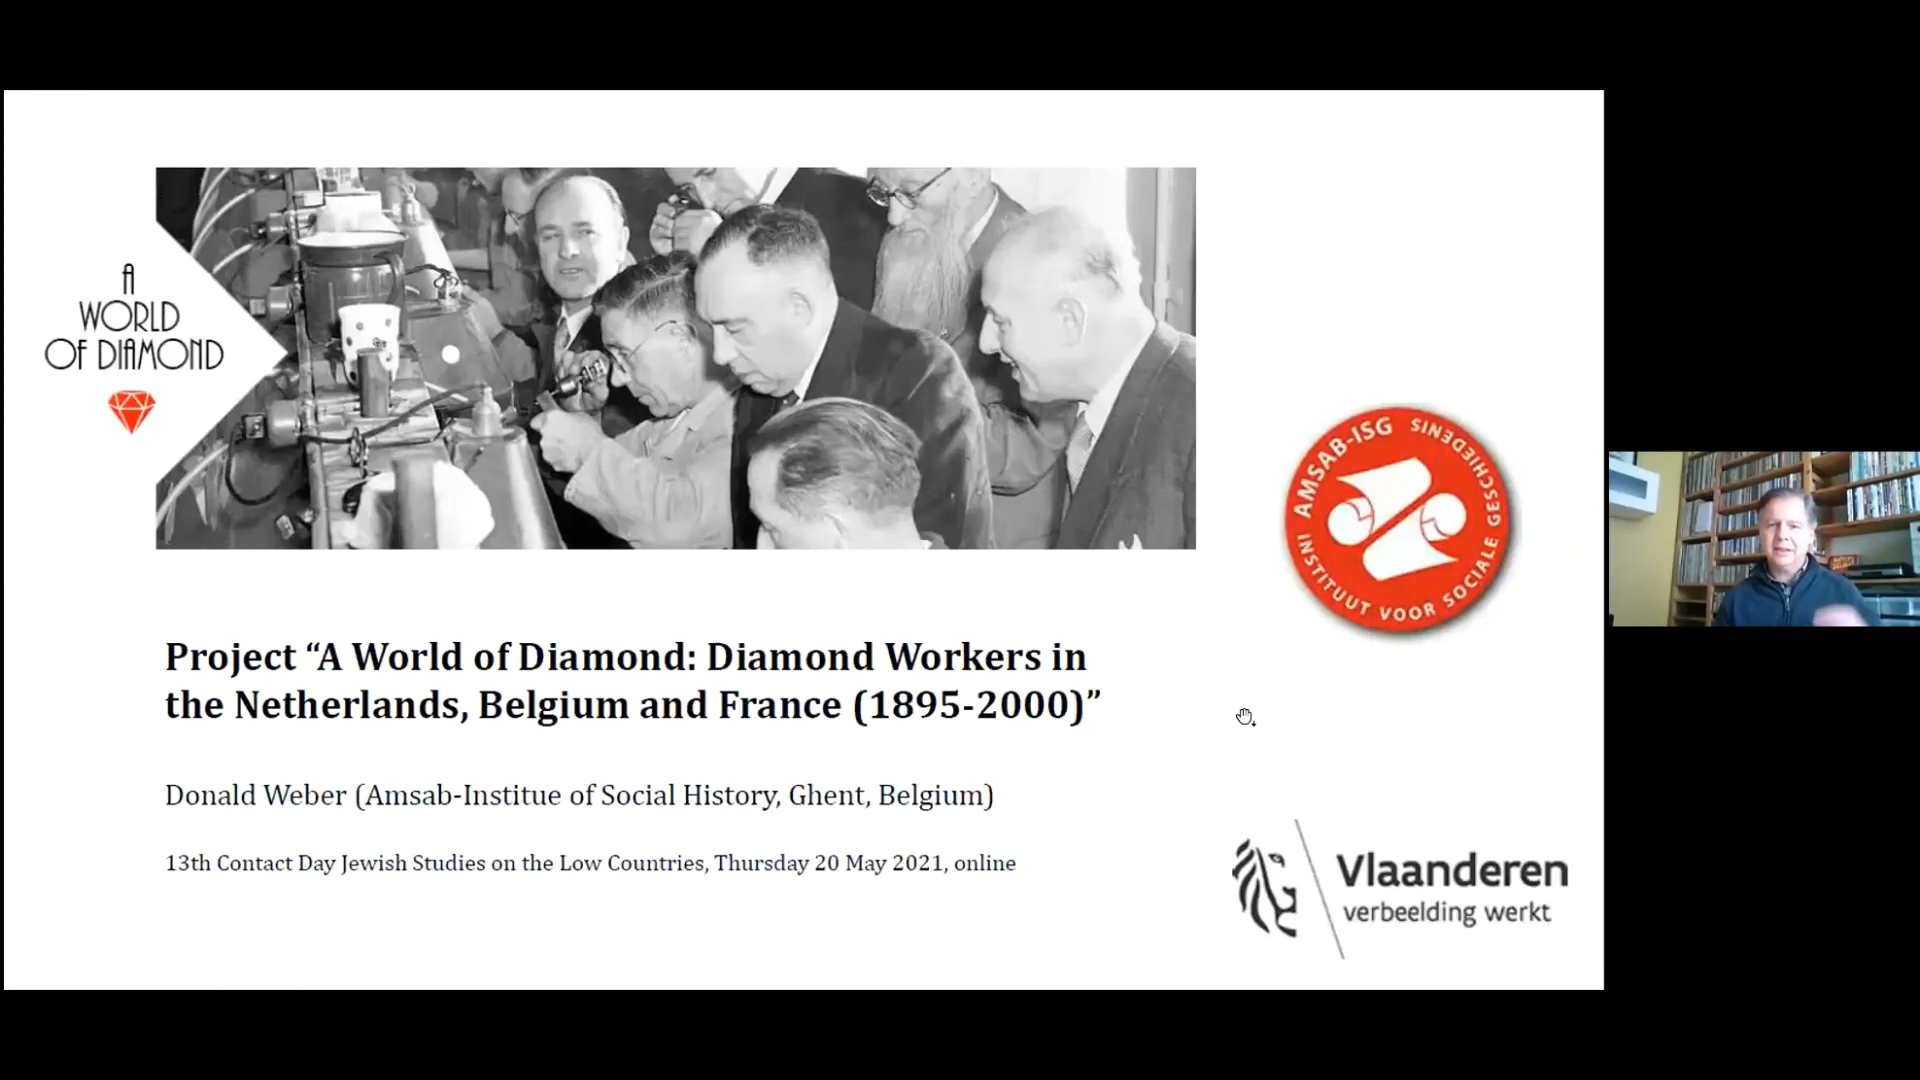 A
WORLD
OF DIAMOND
AMSAB-ISG
INSTITUUT VOOR SOCIALE GESCHIEDENIS
Project “A World of Diamond: Diamond Workers in
the Netherlands, Belgium and France (1895-2000)”
Donald Weber (Amsab-Institue of Social History, Ghent, Belgium)
13th Contact Day Jewish Studies on the Low Countries, Thursday 20 May 2021, online
Vlaanderen
verbeelding werkt